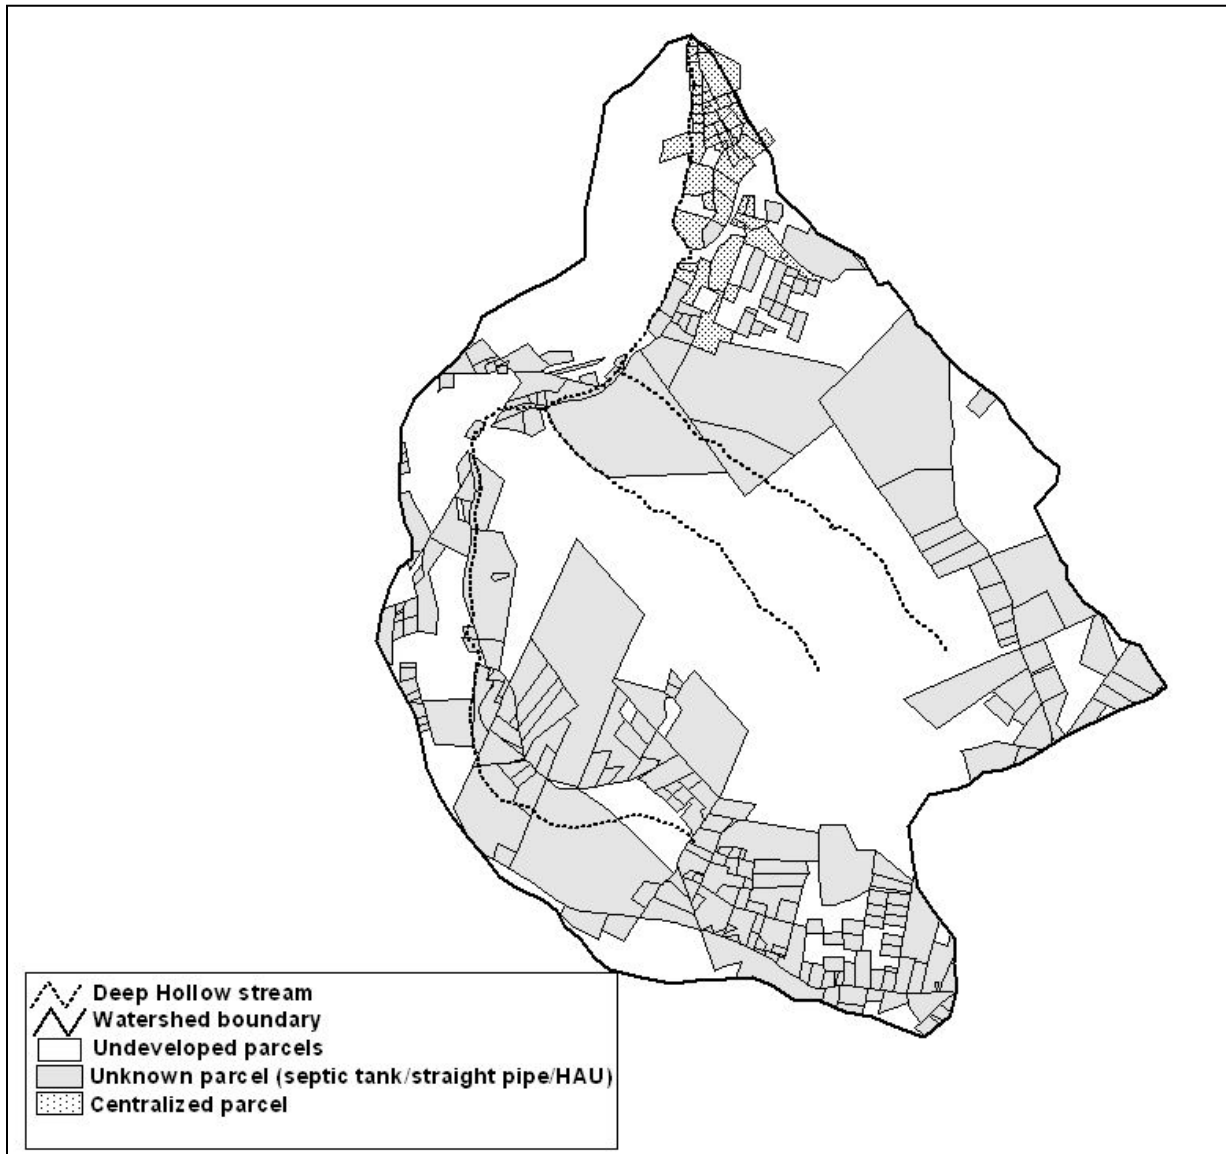 Deep Hollow stream
Watershed boundary
Undeveloped parcels
Unknown parcel (septic tank/straight pipe/HAU)
Centralized parcel